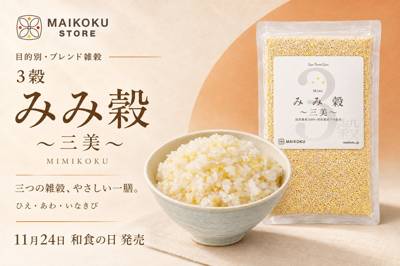 MAIKOKU
STORE
目的別・ブレンド雑穀
3穀
みみ穀
～三美～
MIMIKOKU
三つの雑穀、やさしい一膳。
ひえ・あわ・いなきび
11月24日 和食の日 発売
3
Mimi
みみ穀
～三美～
MAIKOKU